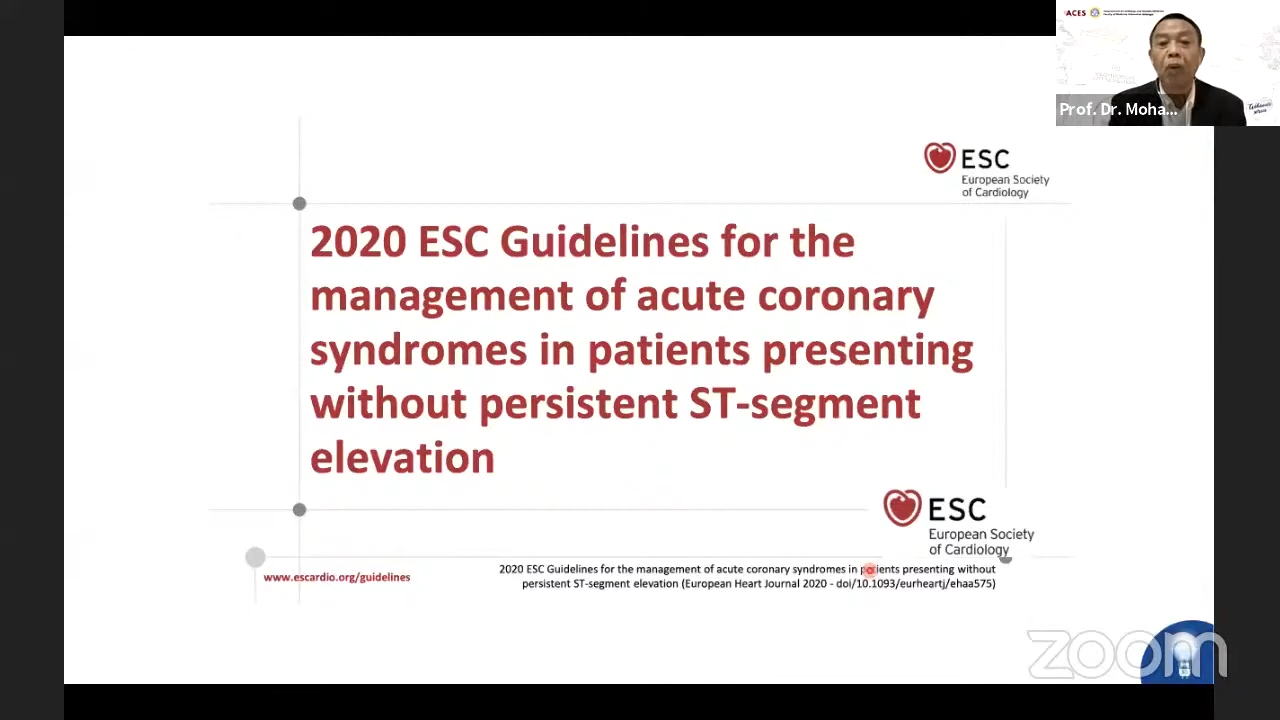 ACES
Prof. Dr. Moha...
ESC
European Society
of Cardiology
2020 ESC Guidelines for the
management of acute coronary
syndromes in patients presenting
without persistent ST-segment
elevation
ESC
European Society
of Cardiology
www.escardio.org/guidelines
2020 ESC Guidelines for the management of acute coronary syndromes in patients presenting without
persistent ST-segment elevation (European Heart Journal 2020 - doi/10.1093/eurheartj/ehaa575)
zoom